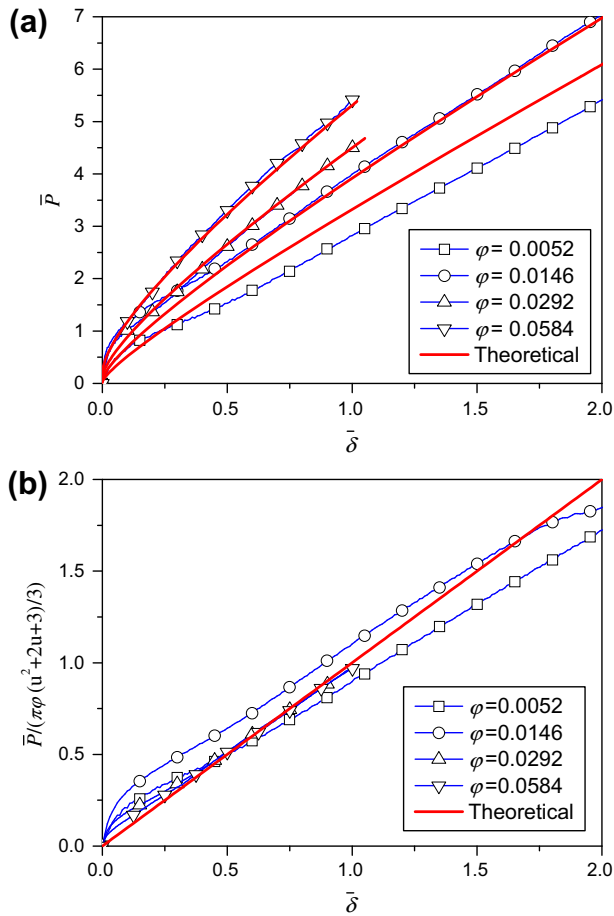 (a)
7
6
5
4
3
2
1
0
P̄
0.0 0.5 1.0 1.5 2.0
δ̄
φ = 0.0052
φ = 0.0146
φ = 0.0292
φ = 0.0584
Theoretical
(b)
2.0
1.5
1.0
0.5
0.0
P̄/(πφ (u²+2u+3)/3)
0.0 0.5 1.0 1.5 2.0
δ̄
φ=0.0052
φ=0.0146
φ=0.0292
φ=0.0584
Theoretical